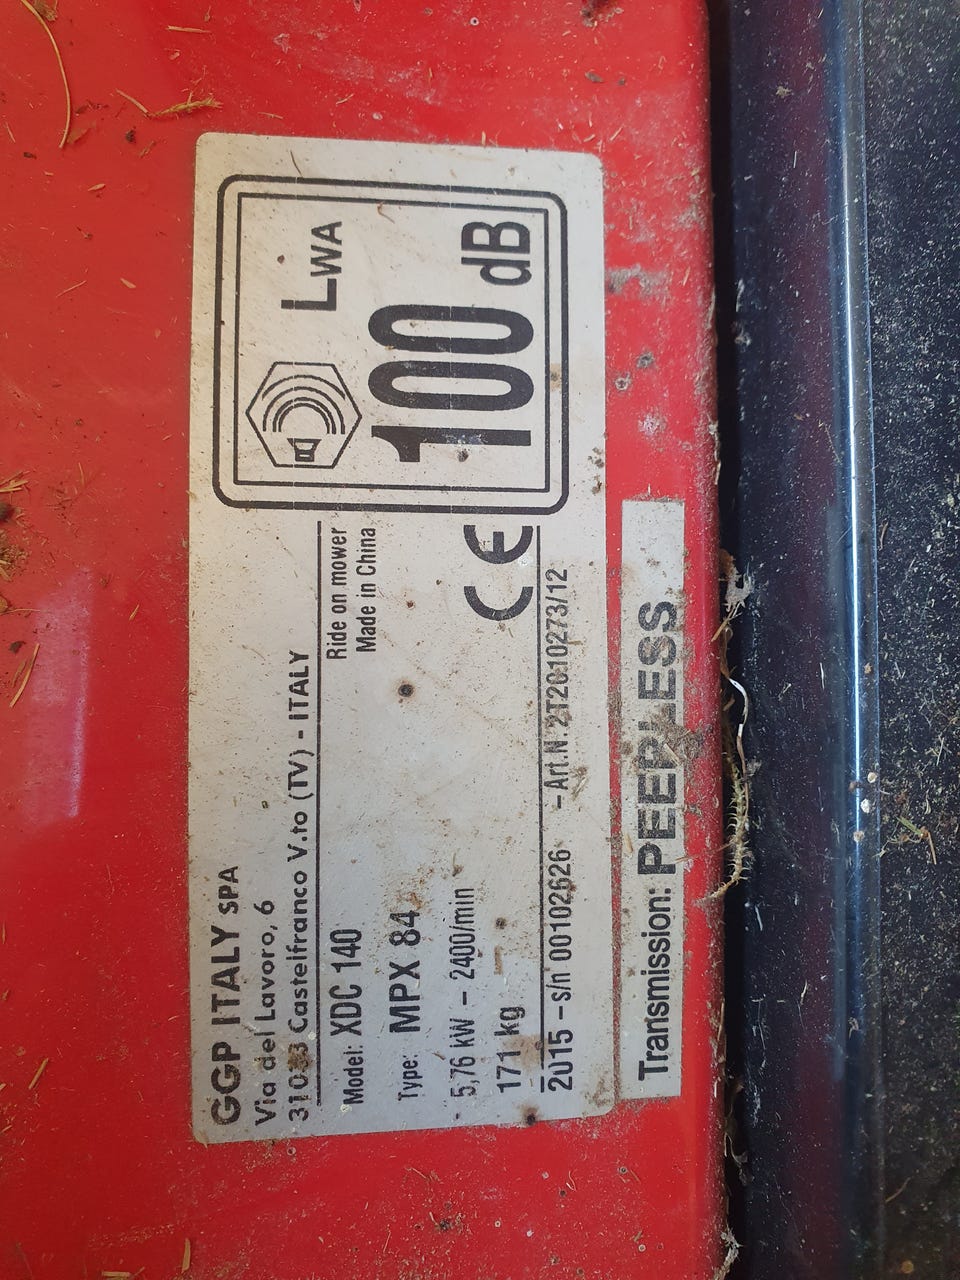 GGP ITALY SPA
Via del Lavoro, 6
31033 Castelfranco V.to (TV) - ITALY
Model: XDC 140
Ride on mower
Made in China
Type: MPX 84
5,76 kW - 2400/min
171 kg
CE
2015 - s/n 00102626 - Art.N. 2T2010273/12
LWA
100 dB
Transmission: PEERLESS